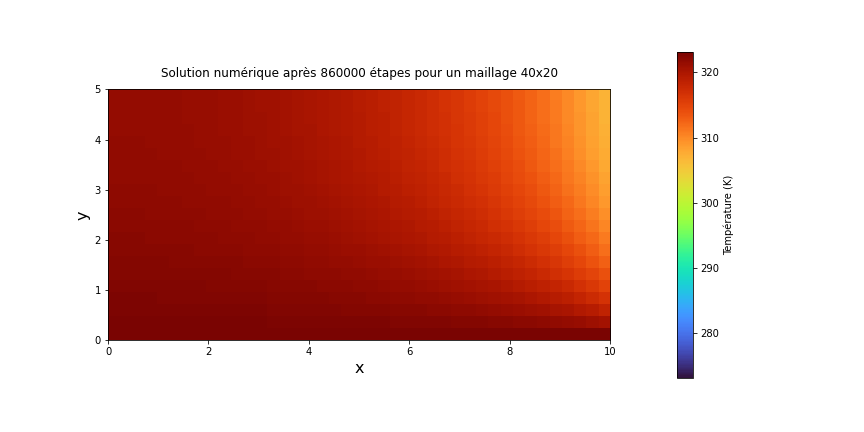 Solution numérique après 860000 étapes pour un maillage 40x20
5
4
3
2
1
0
y
0 2 4 6 8 10
x
320
310
300
290
280
Température (K)